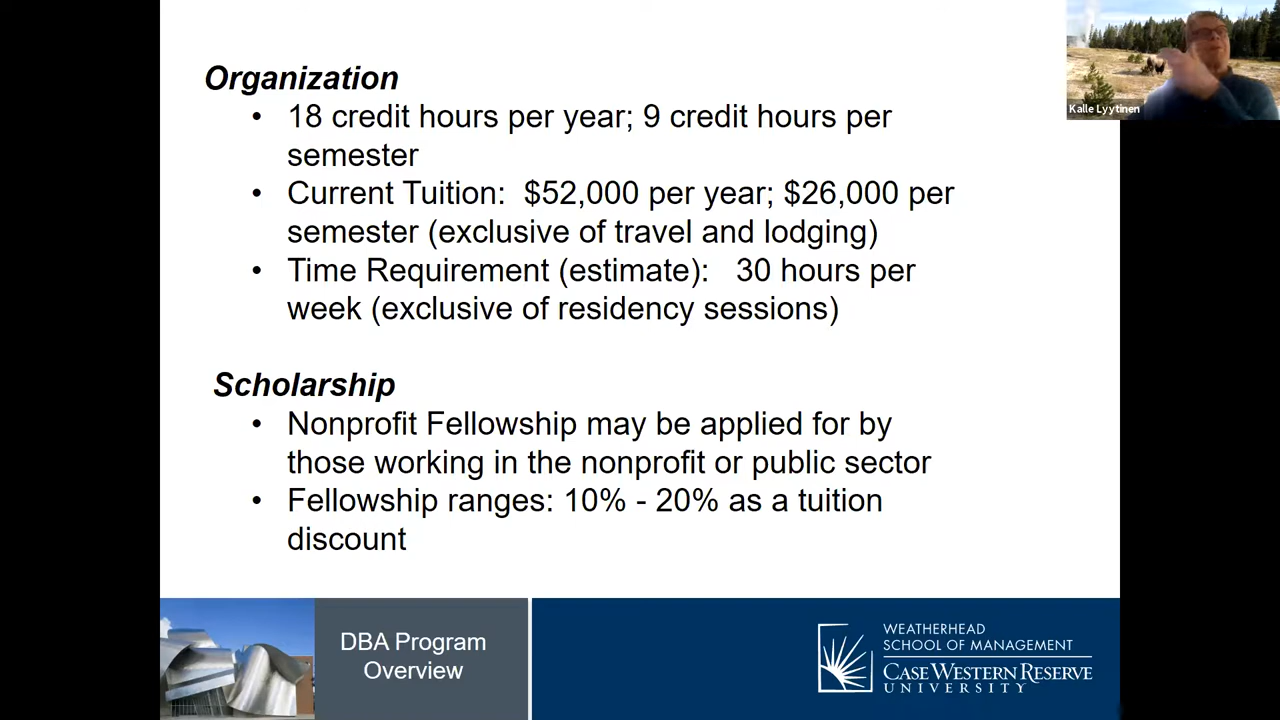 Kalle Lyytinen
Organization
• 18 credit hours per year; 9 credit hours per
semester
• Current Tuition: $52,000 per year; $26,000 per
semester (exclusive of travel and lodging)
• Time Requirement (estimate): 30 hours per
week (exclusive of residency sessions)
Scholarship
• Nonprofit Fellowship may be applied for by
those working in the nonprofit or public sector
• Fellowship ranges: 10% - 20% as a tuition
discount
DBA Program
Overview
WEATHERHEAD
SCHOOL OF MANAGEMENT
CASE WESTERN RESERVE
UNIVERSITY